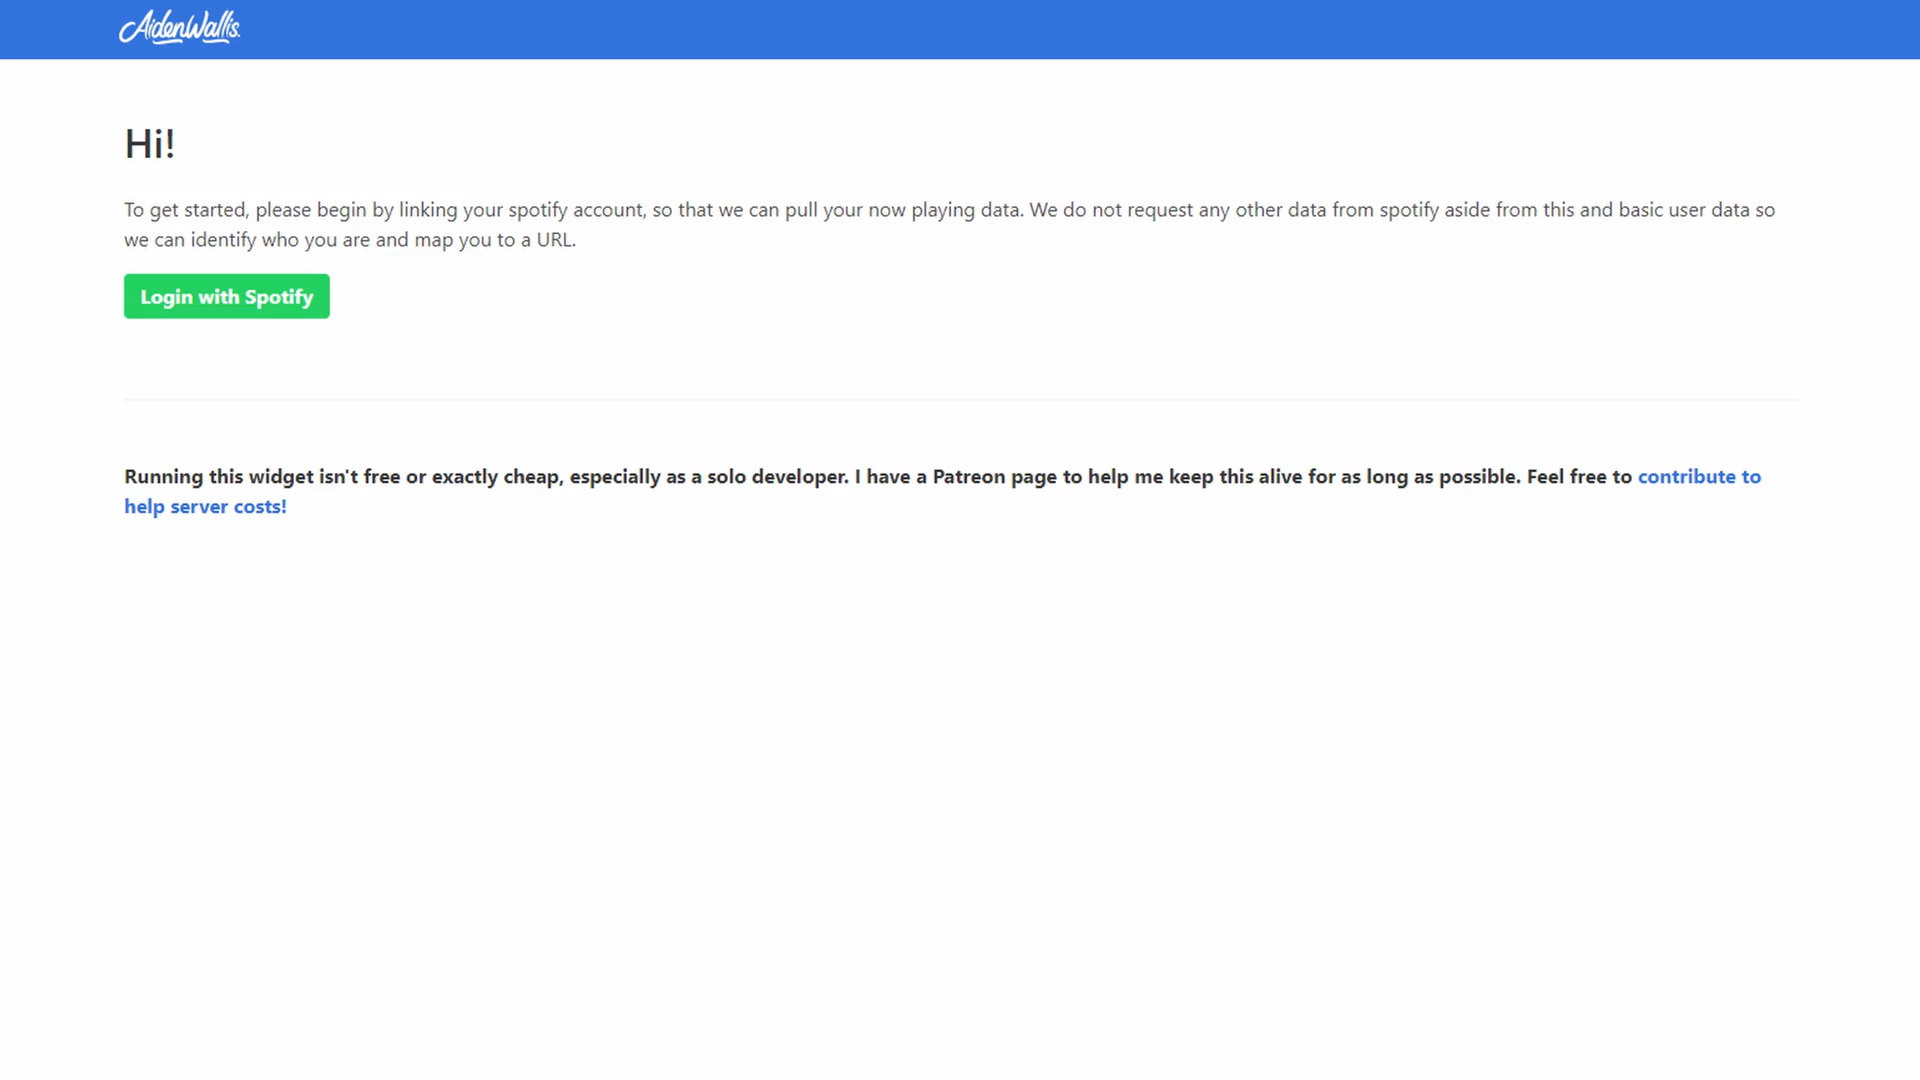 AidenWallis.
Hi!
To get started, please begin by linking your spotify account, so that we can pull your now playing data. We do not request any other data from spotify aside from this and basic user data so
we can identify who you are and map you to a URL.
Login with Spotify
Running this widget isn't free or exactly cheap, especially as a solo developer. I have a Patreon page to help me keep this alive for as long as possible. Feel free to contribute to
help server costs!